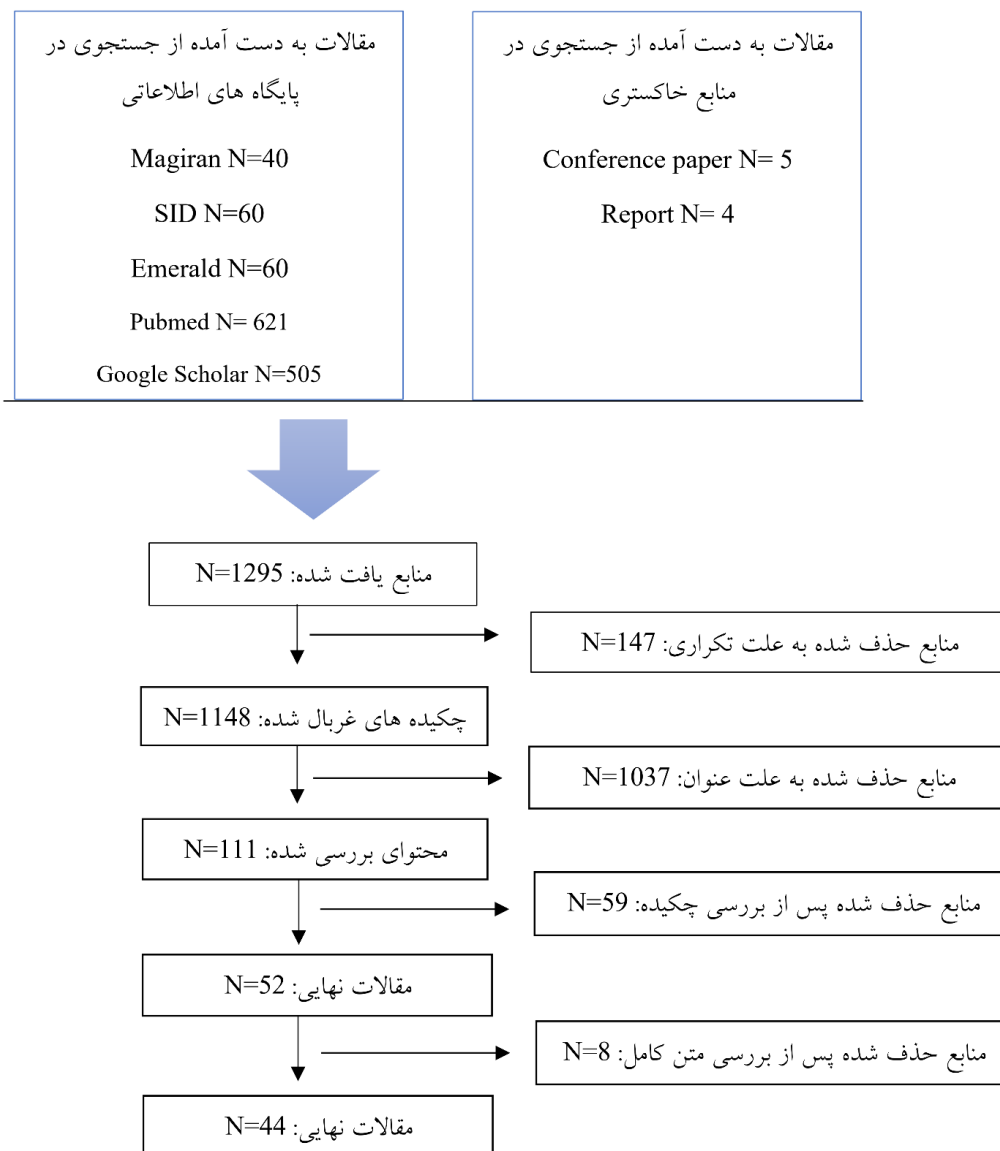 مقالات به دست آمده از جستجوی در
پایگاه های اطلاعاتی
Magiran N=40
SID N=60
Emerald N=60
Pubmed N= 621
Google Scholar N=505
مقالات به دست آمده از جستجوی در
منابع خاکستری
Conference paper N= 5
Report N= 4
منابع یافت شده: N=1295
منابع حذف شده به علت تکراری: N=147
چکیده های غربال شده: N=1148
منابع حذف شده به علت عنوان: N=1037
محتوای بررسی شده: N=111
منابع حذف شده پس از بررسی چکیده: N=59
مقالات نهایی: N=52
منابع حذف شده پس از بررسی متن کامل: N=8
مقالات نهایی: N=44